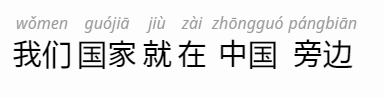 wǒmen guójiā jiù zài zhōngguó pángbiān
我们 国家 就 在 中国 旁边